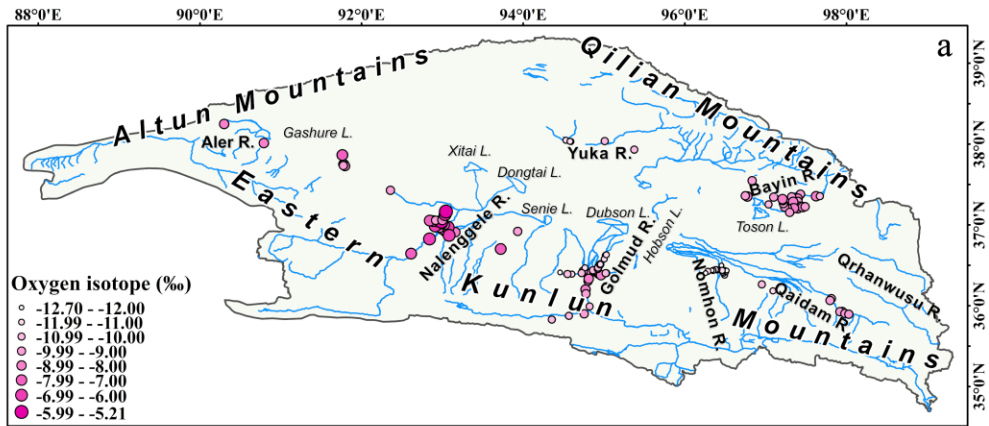 88°0'E 90°0'E 92°0'E 94°0'E 96°0'E 98°0'E
a
39°0'N
38°0'N
37°0'N
36°0'N
35°0'N
Altun Mountains
Qilian Mountains
Aler R.
Gashure L.
Yuka R.
Xitai L.
Dongtai L.
Bayin R.
Toson L.
Eastern Kunlun Mountains
Nalenggele R.
Senie L.
Dubson L.
Golmud R.
Hobson L.
Nomhon R.
Qaidam R.
Qrhanwusu R.
Oxygen isotope (‰)
-12.70 - -12.00
-11.99 - -11.00
-10.99 - -10.00
-9.99 - -9.00
-8.99 - -8.00
-7.99 - -7.00
-6.99 - -6.00
-5.99 - -5.21